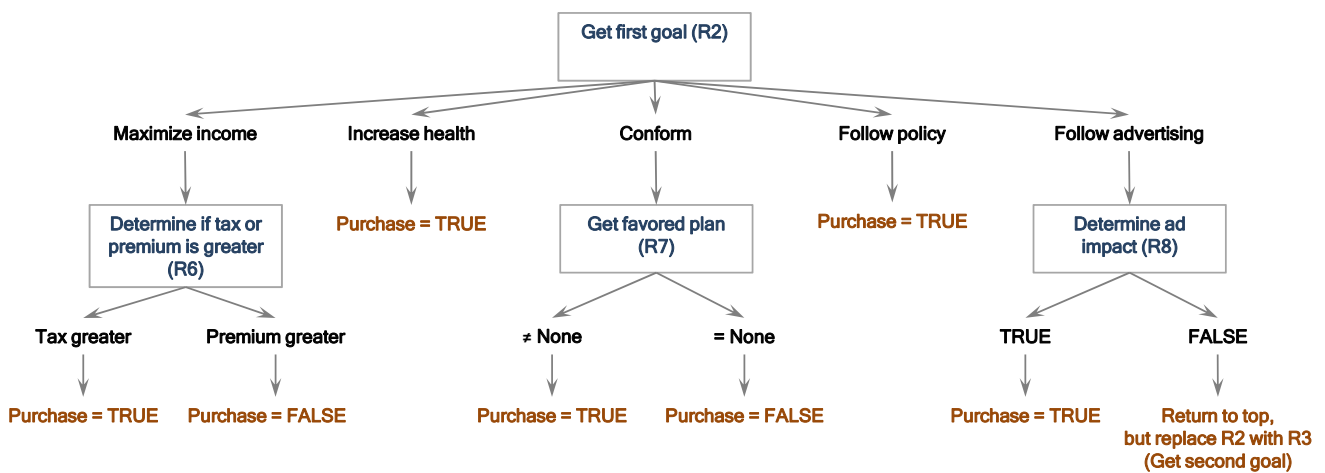 Get first goal (R2)
Maximize income
Increase health
Conform
Follow policy
Follow advertising
Determine if tax or
premium is greater
(R6)
Purchase = TRUE
Get favored plan
(R7)
Purchase = TRUE
Determine ad
impact (R8)
Tax greater
Premium greater
≠ None
= None
TRUE
FALSE
Purchase = TRUE
Purchase = FALSE
Purchase = TRUE
Purchase = FALSE
Purchase = TRUE
Return to top,
but replace R2 with R3
(Get second goal)